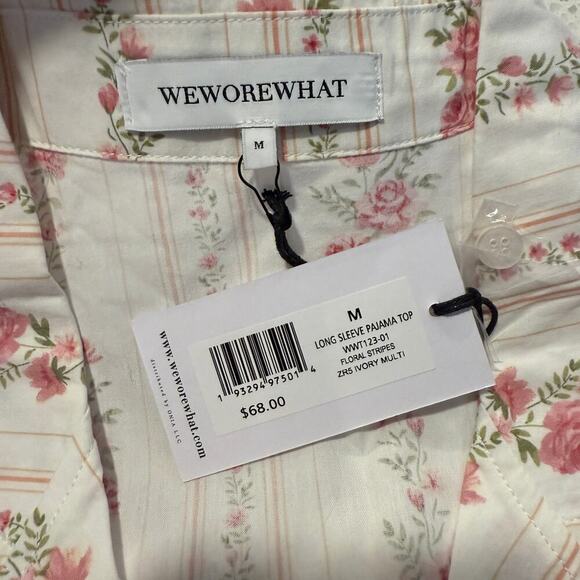 WEWOREWHAT
M
M
LONG SLEEVE PAJAMA TOP
WWT123-01
FLORAL STRIPES
ZR5 IVORY MULTI
1 93294 97501 4
$68.00
www.weworewhat.com
distributed by ONIA LLC